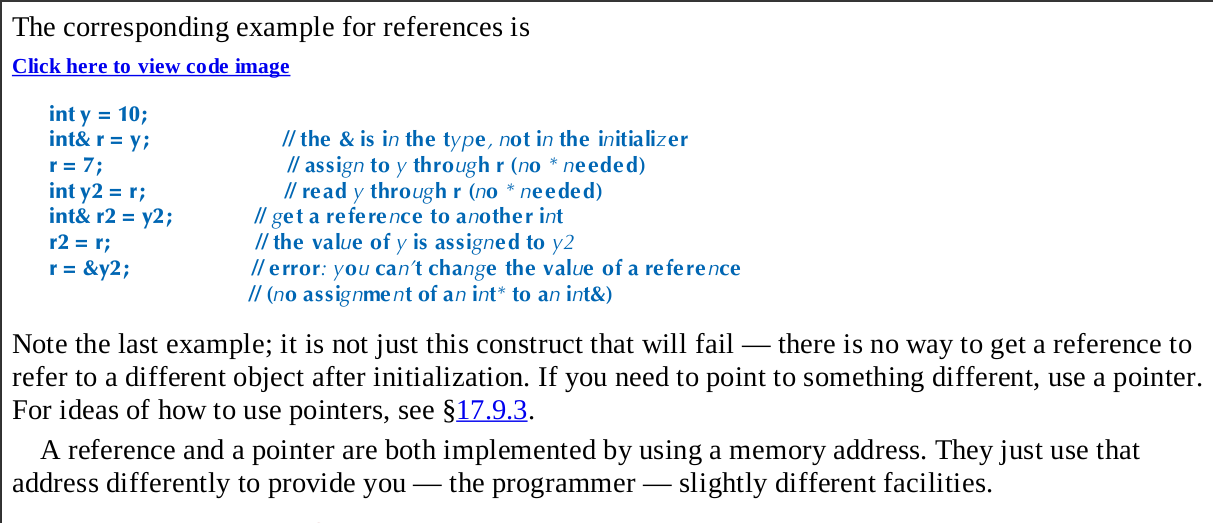 The corresponding example for references is
Click here to view code image
int y = 10;
int& r = y; // the & is in the type, not in the initializer
r = 7; // assign to y through r (no * needed)
int y2 = r; // read y through r (no * needed)
int& r2 = y2; // get a reference to another int
r2 = r; // the value of y is assigned to y2
r = &y2; // error: you can’t change the value of a reference
// (no assignment of an int* to an int&)
Note the last example; it is not just this construct that will fail — there is no way to get a reference to
refer to a different object after initialization. If you need to point to something different, use a pointer.
For ideas of how to use pointers, see §17.9.3.
A reference and a pointer are both implemented by using a memory address. They just use that
address differently to provide you — the programmer — slightly different facilities.